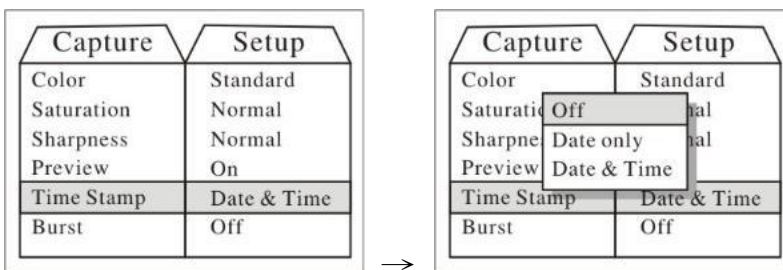 Capture Setup
Color Standard
Saturation Normal
Sharpness Normal
Preview On
Time Stamp Date & Time
Burst Off
→
Capture Setup
Color Standard
Off
Date only
Preview Date & Time
Time Stamp Date & Time
Burst Off